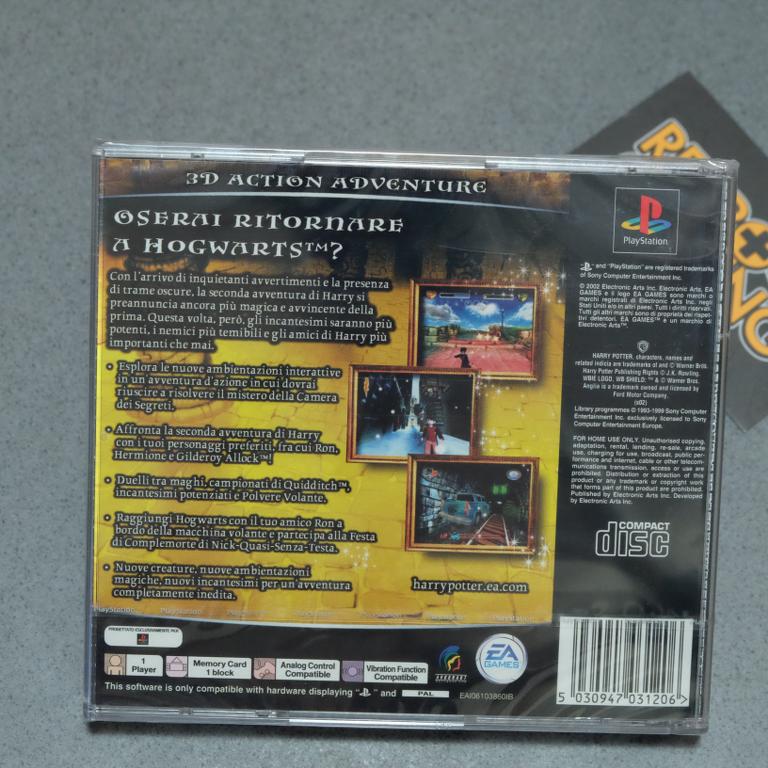 3D ACTION ADVENTURE
OSERAI RITORNARE
A HOGWARTS™?
Con l'arrivo di inquietanti avvertimenti e la presenza
di trame oscure, la seconda avventura di Harry si
preannuncia ancora più magica e avvincente della
prima. Questa volta, però, gli incantesimi saranno più
potenti, i nemici più temibili e gli amici di Harry più
importanti che mai.
• Esplora le nuove ambientazioni interattive
in un'avventura d'azione in cui dovrai
riuscire a risolvere il mistero della Camera
dei Segreti.
• Affronta la seconda avventura di Harry
con i tuoi personaggi preferiti, fra cui Ron,
Hermione e Gilderoy Allock™!
• Duelli tra maghi, campionati di Quidditch™,
incantesimi potenziati e Polvere Volante.
• Raggiungi Hogwarts con il tuo amico Ron a
bordo della macchina volante e partecipa alla Festa
di Complemorte di Nick-Quasi-Senza-Testa.
• Nuove creature, nuove ambientazioni
magiche, nuovi incantesimi per un'avventura
completamente inedita.
harrypotter.ea.com
PlayStation
and "PlayStation" are registered trademarks
of Sony Computer Entertainment Inc.
© 2002 Electronic Arts Inc. Electronic Arts, EA
GAMES e il logo EA GAMES sono marchi o
marchi registrati di Electronic Arts Inc. negli
Stati Uniti e/o in altri paesi. Tutti i diritti riservati.
Tutti gli altri marchi sono di proprietà dei rispet-
tivi detentori. EA GAMES™ è un marchio di
Electronic Arts™.
HARRY POTTER, characters, names and
related indicia are trademarks of and © Warner Bros.
Harry Potter Publishing Rights © J.K. Rowling.
WBIE LOGO, WB SHIELD: ™ & © Warner Bros.
Anglia is a trademark owned and licensed by
Ford Motor Company.
(s02)
Library programmes © 1993-1999 Sony Computer
Entertainment Inc. exclusively licensed to Sony
Computer Entertainment Europe.
FOR HOME USE ONLY. Unauthorised copying,
adaptation, rental, lending, re-sale, arcade
use, charging for use, broadcast, public per-
formance and internet, cable or other telecom-
munications transmission, access or use are
prohibited. Distribution or extraction of this
product or any trademark or copyright work
that forms part of this product are prohibited.
Published by Electronic Arts Inc. Developed
by Electronic Arts Inc.
COMPACT
disc
PROGETTATO ESCLUSIVAMENTE PER
1
Player
Memory Card
1 block
Analog Control
Compatible
Vibration Function
Compatible
ARGONAUT
EA
GAMES
This software is only compatible with hardware displaying " " and PAL
EAI06103860IB
5 030947 031206 >